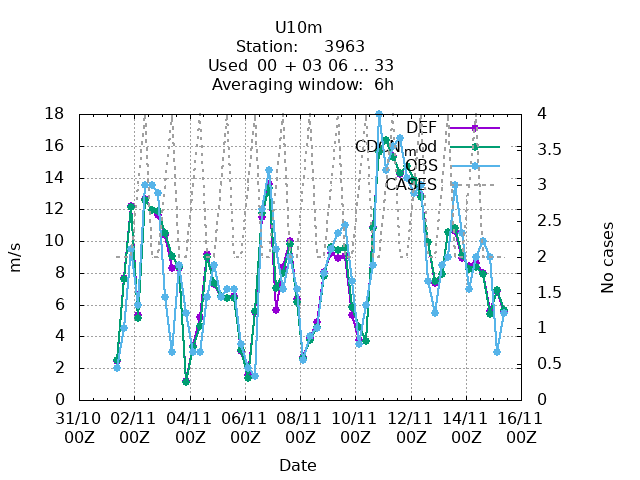 U10m
Station: 3963
Used 00 + 03 06 ... 33
Averaging window: 6h
18 4
16 3.5
14 3
12 2.5
10 2
8 1.5
6 1
4 0.5
2 0
0
DEF
CDCN_mod
OBS
CASES
m/s
No cases
31/10 02/11 04/11 06/11 08/11 10/11 12/11 14/11 16/11
00Z 00Z 00Z 00Z 00Z 00Z 00Z 00Z 00Z
Date